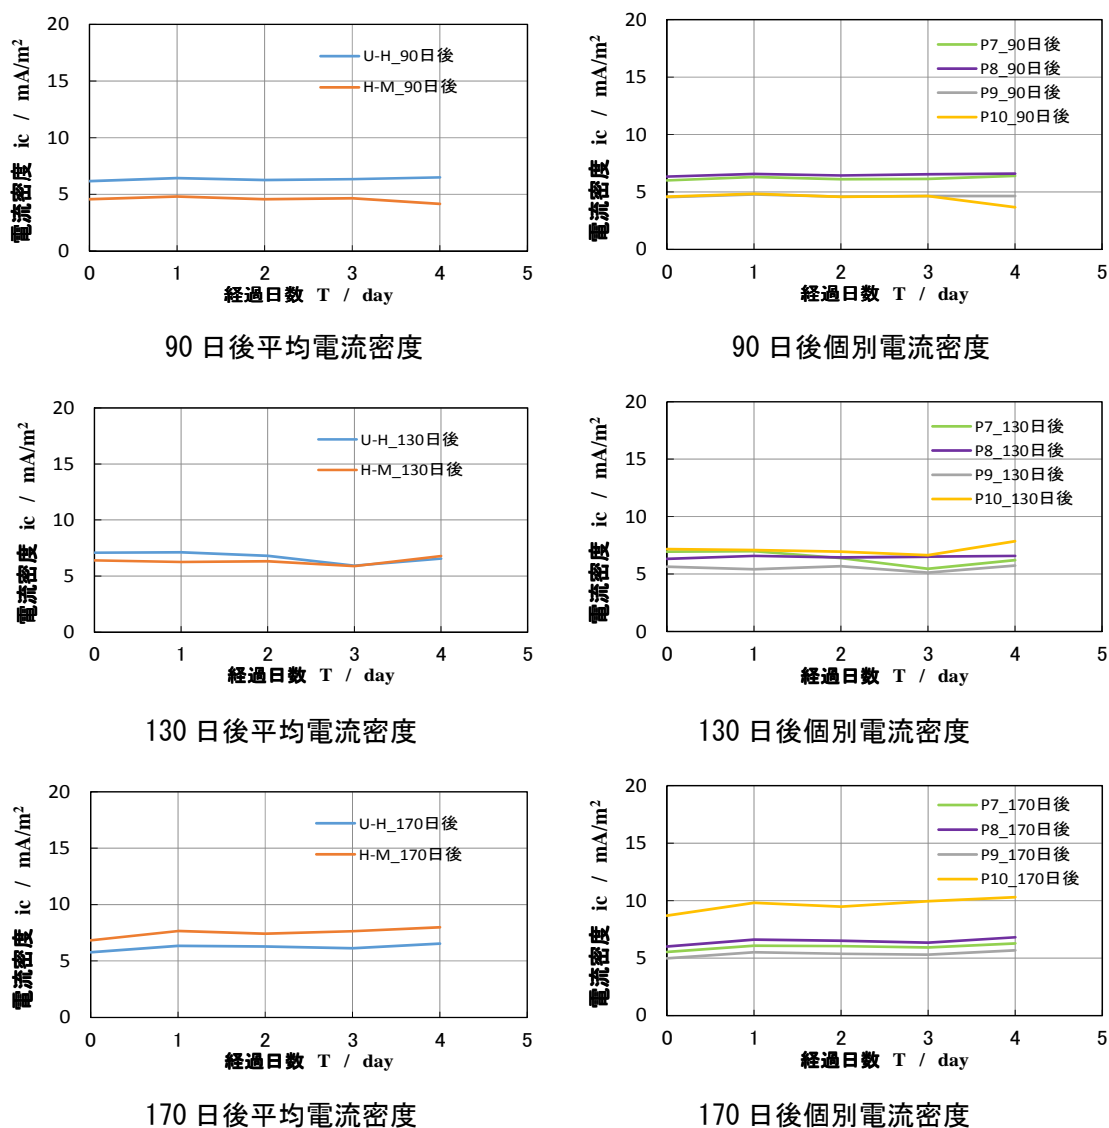 電流密度 ic / mA/m²
20
15
10
5
0
U-H_90日後
H-M_90日後
0 1 2 3 4 5
経過日数 T / day
90 日後平均電流密度
電流密度 ic / mA/m²
20
15
10
5
0
P7_90日後
P8_90日後
P9_90日後
P10_90日後
0 1 2 3 4 5
経過日数 T / day
90 日後個別電流密度
電流密度 ic / mA/m²
20
15
10
5
0
U-H_130日後
H-M_130日後
0 1 2 3 4 5
経過日数 T / day
130 日後平均電流密度
電流密度 ic / mA/m²
20
15
10
5
0
P7_130日後
P8_130日後
P9_130日後
P10_130日後
0 1 2 3 4 5
経過日数 T / day
130 日後個別電流密度
電流密度 ic / mA/m²
20
15
10
5
0
U-H_170日後
H-M_170日後
0 1 2 3 4 5
経過日数 T / day
170 日後平均電流密度
電流密度 ic / mA/m²
20
15
10
5
0
P7_170日後
P8_170日後
P9_170日後
P10_170日後
0 1 2 3 4 5
経過日数 T / day
170 日後個別電流密度